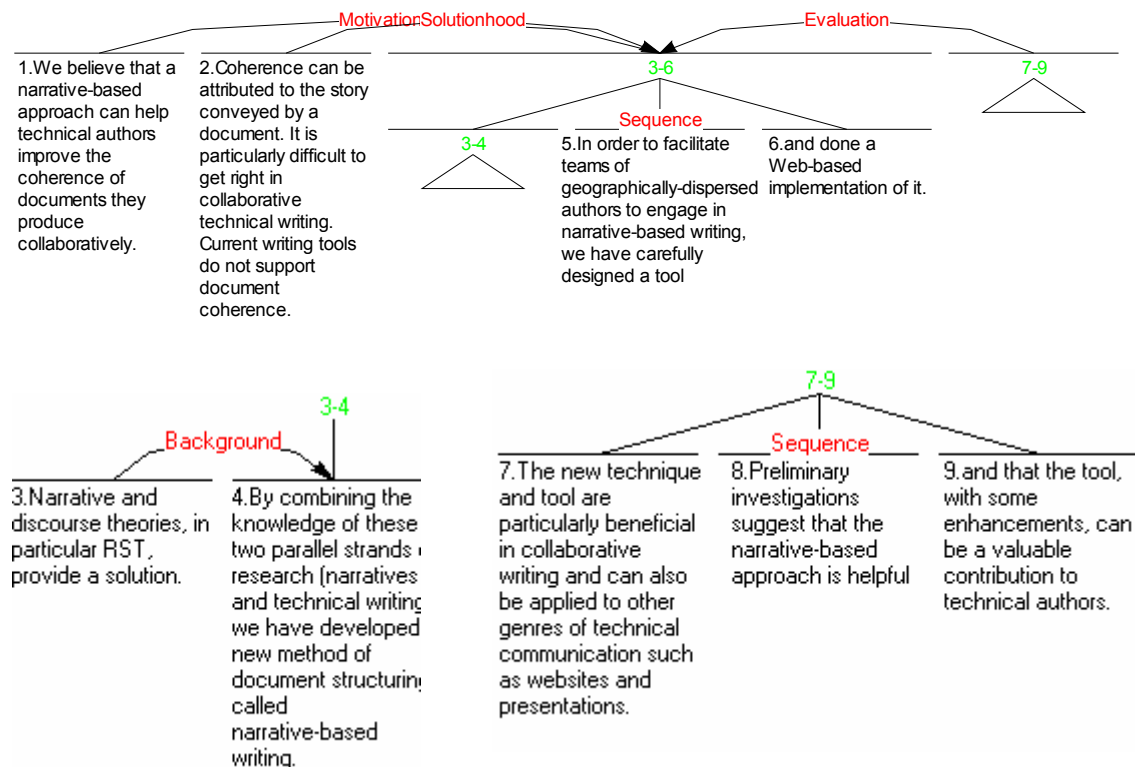 MotivationSolutionhood
Evaluation
1.We believe that a
narrative-based
approach can help
technical authors
improve the
coherence of
documents they
produce
collaboratively.
2.Coherence can be
attributed to the story
conveyed by a
document. It is
particularly difficult to
get right in
collaborative
technical writing.
Current writing tools
do not support
document
coherence.
3-6
Sequence
3-4
5.In order to facilitate
teams of
geographically-dispersed
authors to engage in
narrative-based writing,
we have carefully
designed a tool
6.and done a
Web-based
implementation of it.
7-9
3-4
Background
3.Narrative and
discourse theories, in
particular RST,
provide a solution.
4.By combining the
knowledge of these
two parallel strands
research (narratives
and technical writing
we have developed
new method of
document structuring
called
narrative-based
writing.
7-9
Sequence
7.The new technique
and tool are
particularly beneficial
in collaborative
writing and can also
be applied to other
genres of technical
communication such
as websites and
presentations.
8.Preliminary
investigations
suggest that the
narrative-based
approach is helpful
9.and that the tool,
with some
enhancements, can
be a valuable
contribution to
technical authors.